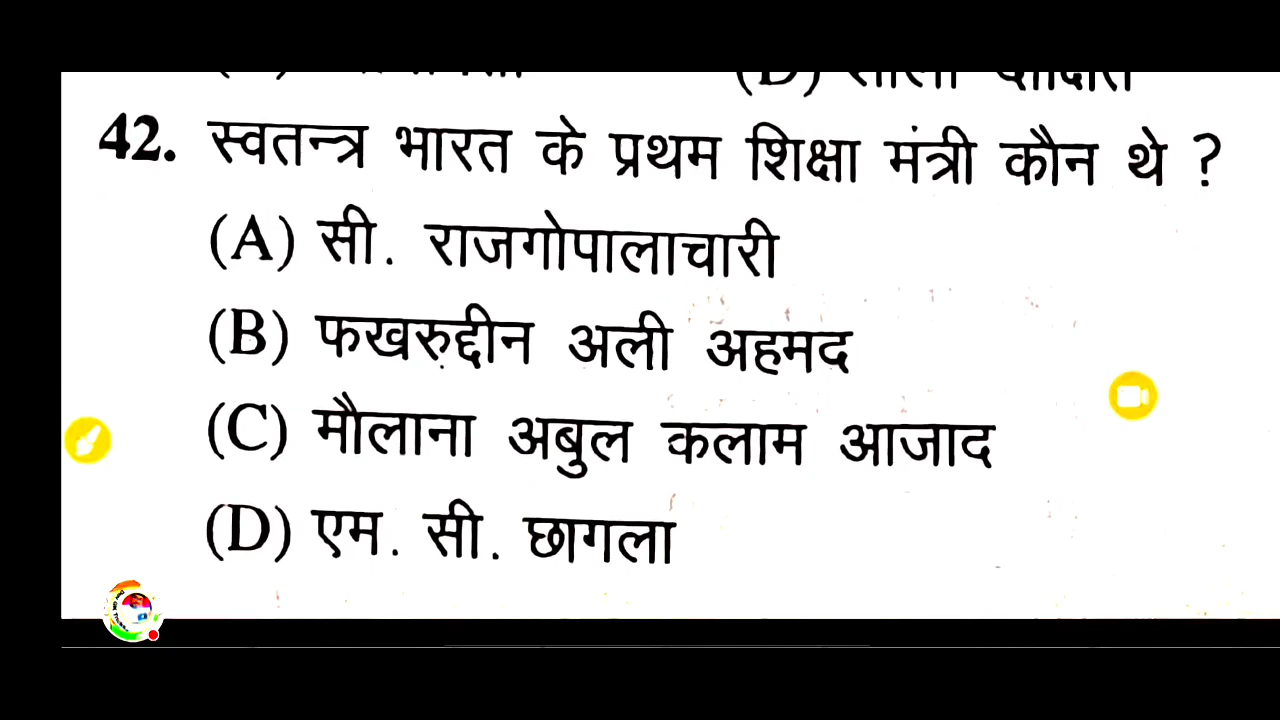 42. स्वतन्त्र भारत के प्रथम शिक्षा मंत्री कौन थे ?
(A) सी. राजगोपालाचारी
(B) फखरुद्दीन अली अहमद
(C) मौलाना अबुल कलाम आजाद
(D) एम. सी. छागला